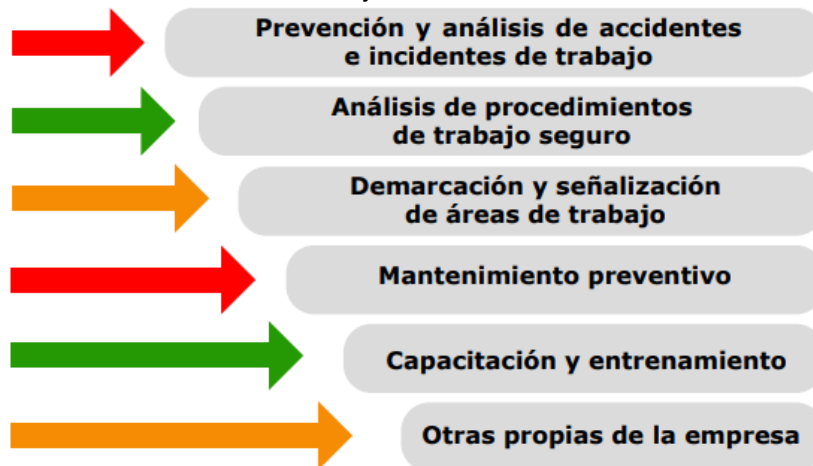 Prevención y análisis de accidentes
e incidentes de trabajo
Análisis de procedimientos
de trabajo seguro
Demarcación y señalización
de áreas de trabajo
Mantenimiento preventivo
Capacitación y entrenamiento
Otras propias de la empresa